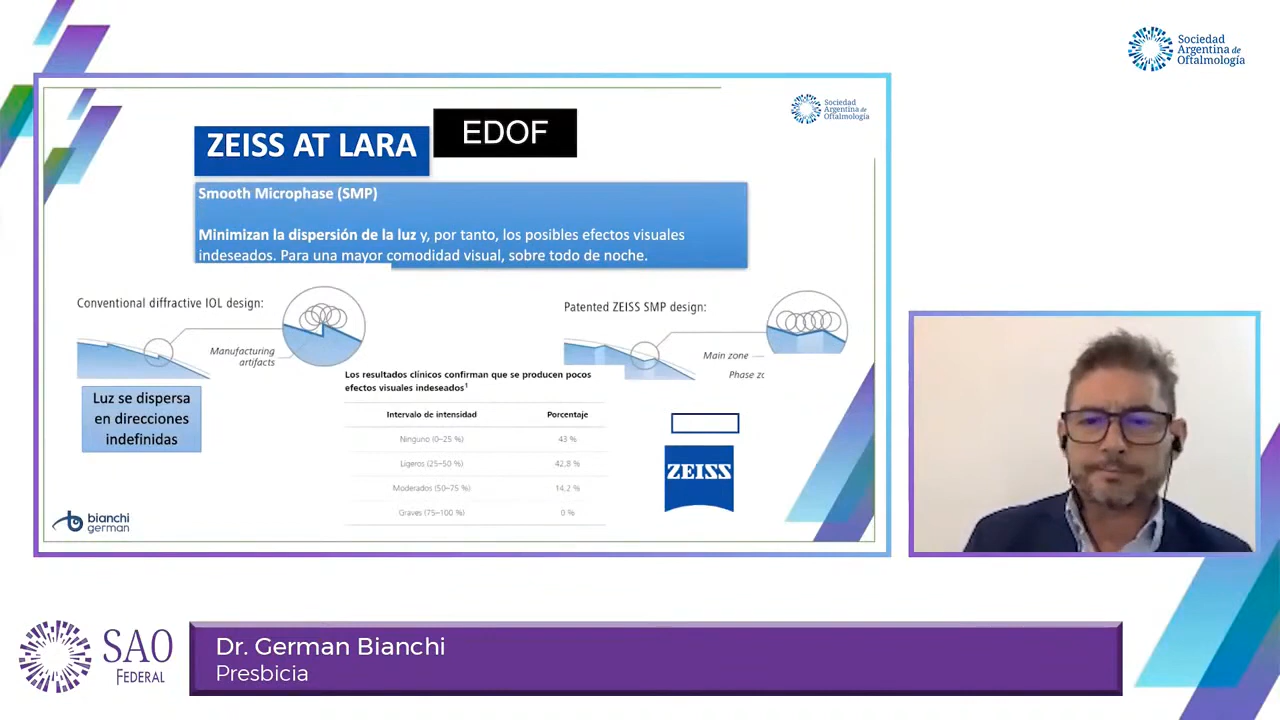 Sociedad
Argentina de
Oftalmología
Sociedad
Argentina de
Oftalmología
ZEISS AT LARA
EDOF
Smooth Microphase (SMP)
Minimizan la dispersión de la luz y, por tanto, los posibles efectos visuales
indeseados. Para una mayor comodidad visual, sobre todo de noche.
Conventional diffractive IOL design:
Manufacturing
artifacts
Patented ZEISS SMP design:
Main zone
Phase
Los resultados clínicos confirman que se producen pocos
efectos visuales indeseados¹
Luz se dispersa
en direcciones
indefinidas
Intervalo de intensidad Porcentaje
Ninguno (0–25 %) 43 %
Ligeros (25–50 %) 42,8 %
Moderados (50–75 %) 14,2 %
Graves (75–100 %) 0 %
ZEISS
bianchi
german
SAO
FEDERAL
Dr. German Bianchi
Presbicia